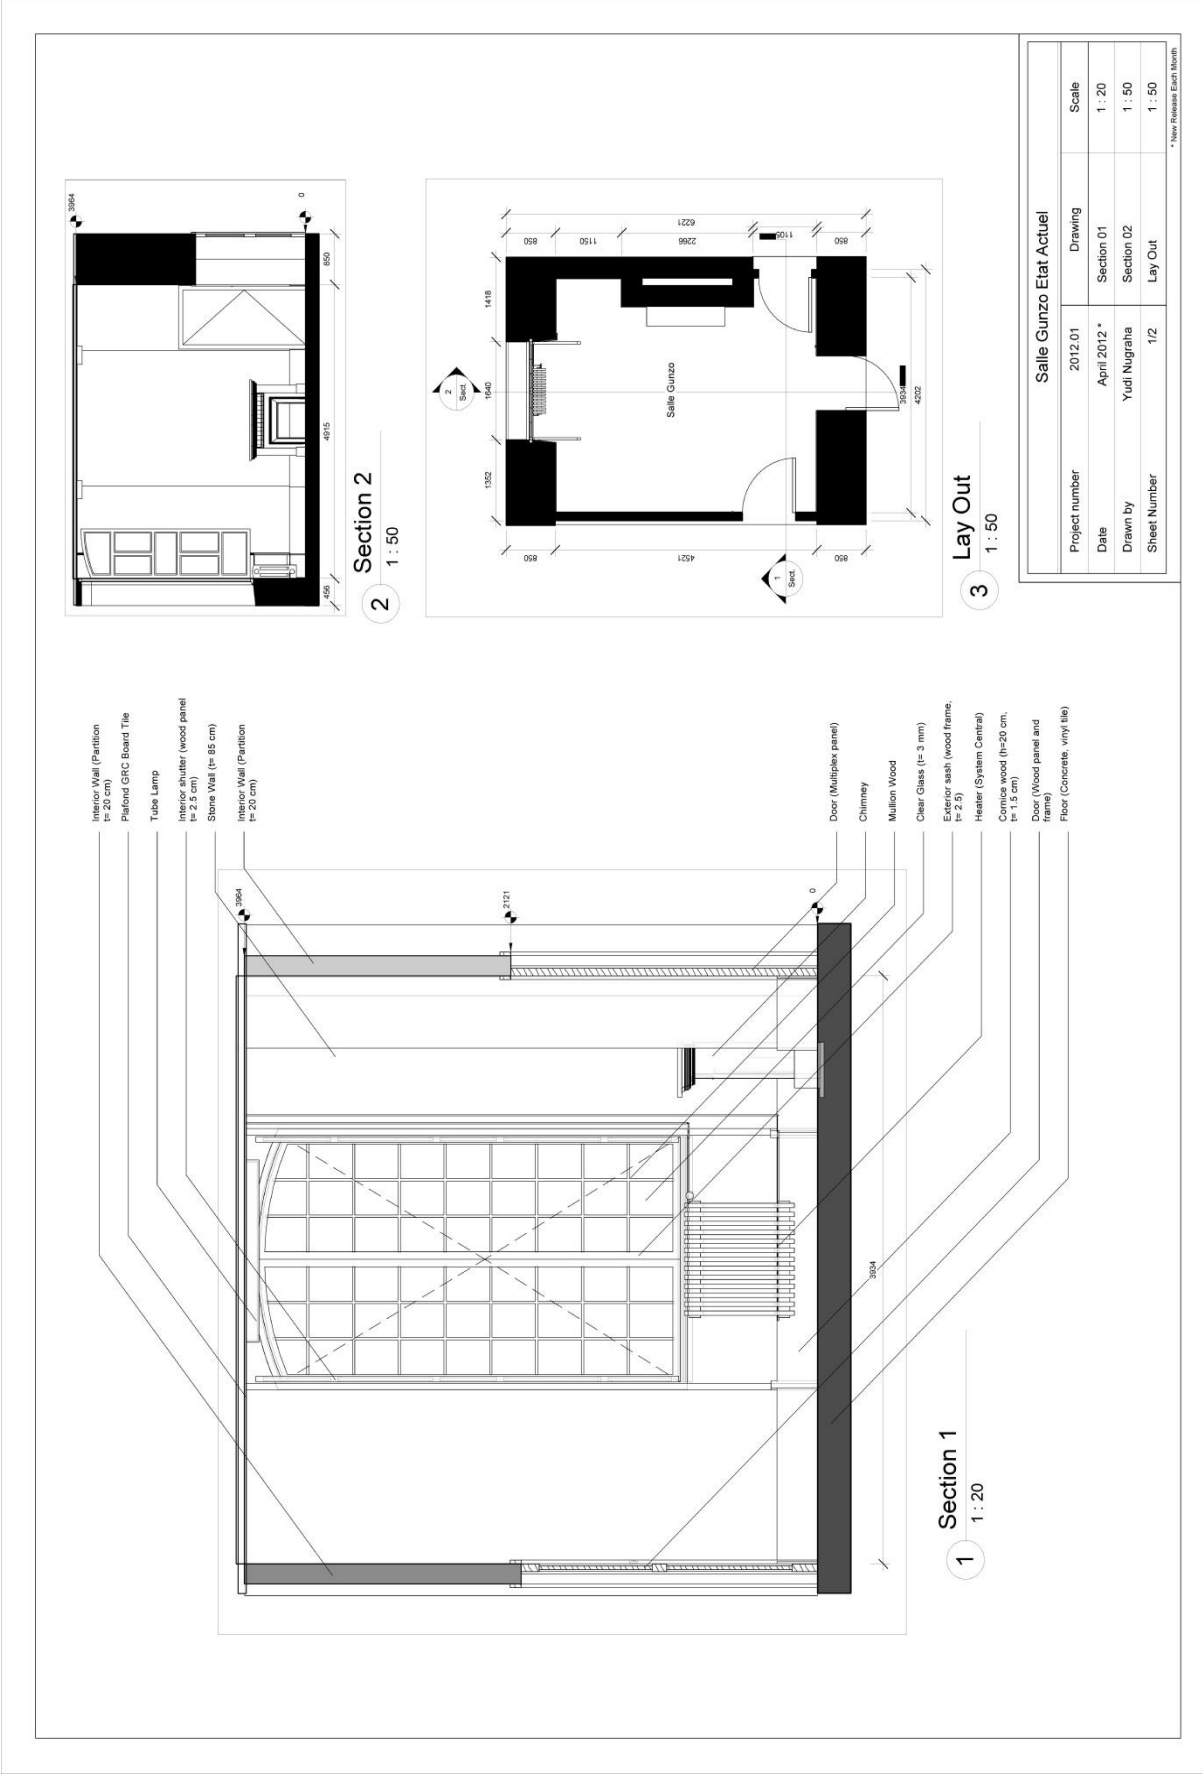 Interior Wall (Partition
t= 20 cm)
Plafond GRC Board Tile
Tube Lamp
Interior shutter (wood panel
t= 2.5 cm)
Stone Wall (t= 85 cm)
Interior Wall (Partition
t= 20 cm)
3964
2121
0
Door (Multiplex panel)
Chimney
Mullion Wood
Clear Glass (t= 3 mm)
Exterior sash (wood frame,
t= 2.5)
Heater (System Central)
Cornice wood (h=20 cm,
t= 1.5 cm)
Door (Wood panel and
frame)
Floor (Concrete, vinyl tile)
3934
1
Section 1
1 : 20
3964
0
456
4915
850
2
Section 2
1 : 50
2
Sect.
1352
1640
1418
850
4521
850
850
1150
2266
1105
850
6221
Salle Gunzo
3934
4202
1
Sect.
3
Lay Out
1 : 50
Salle Gunzo Etat Actuel
Project number 2012.01 Drawing Scale
Date April 2012 * Section 01 1 : 20
Drawn by Yudi Nugraha Section 02 1 : 50
Sheet Number 1/2 Lay Out 1 : 50
* New Release Each Month